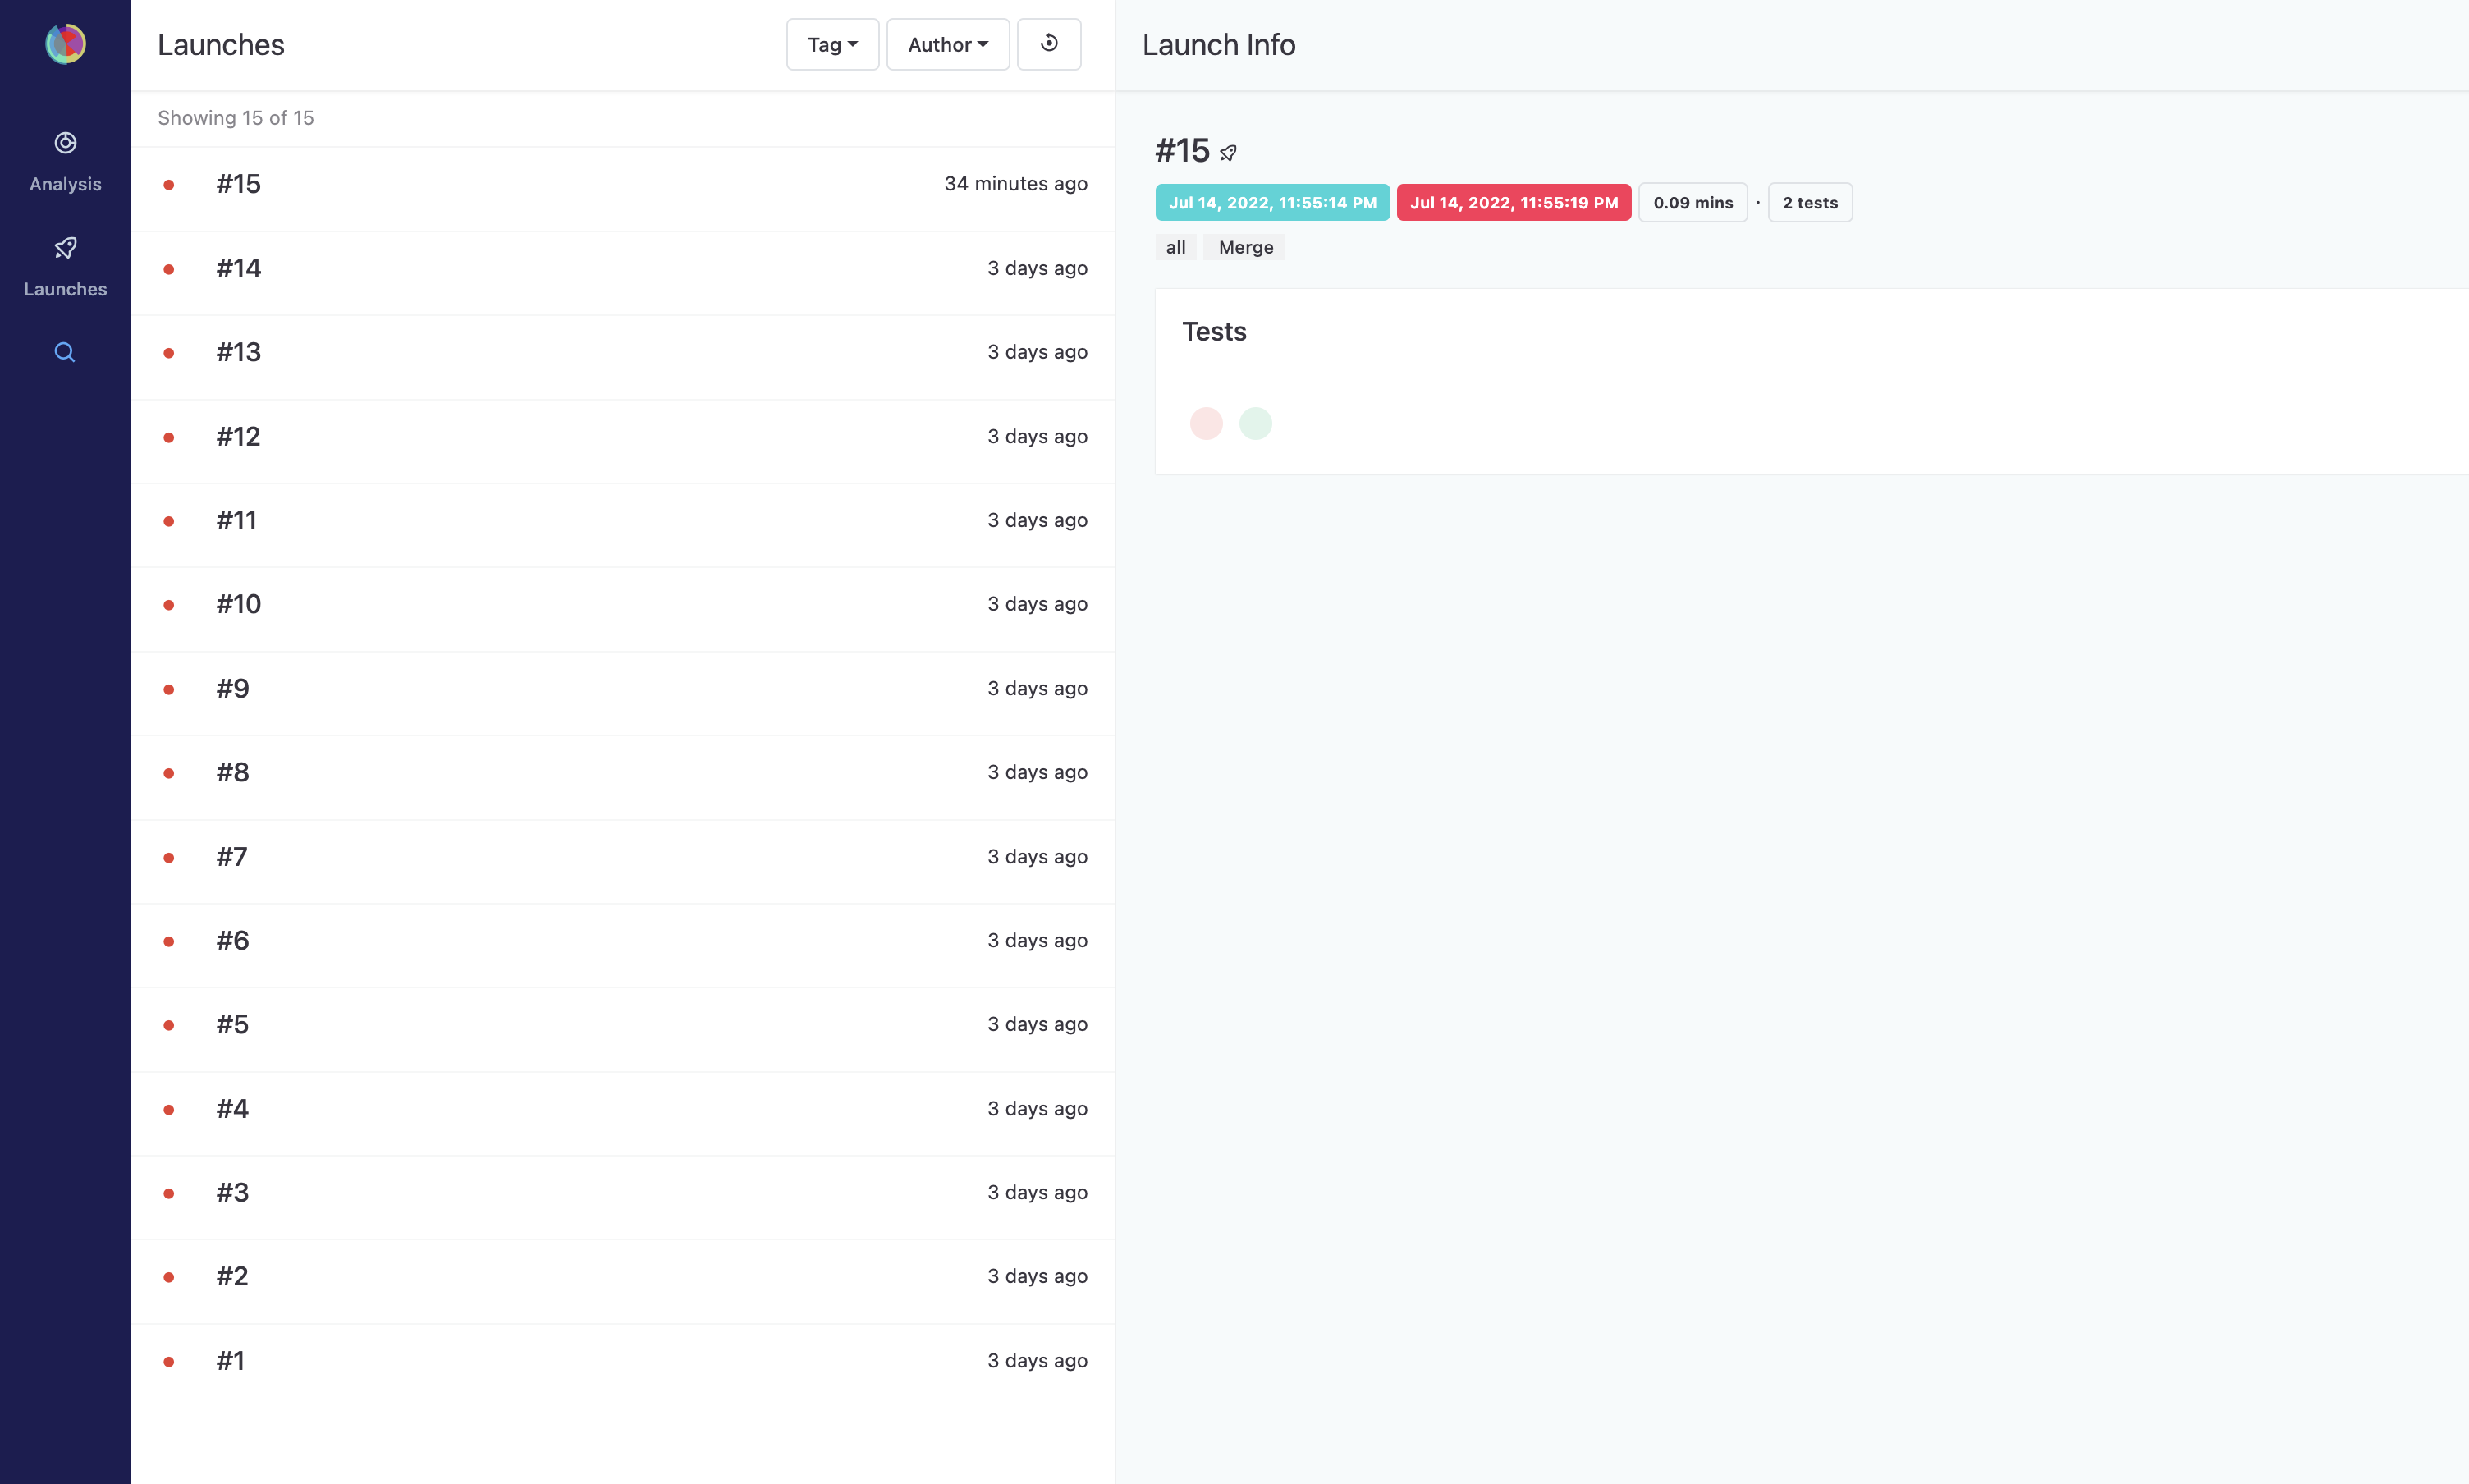 Analysis
Launches
Launches
Tag
Author
Showing 15 of 15
#15 34 minutes ago
#14 3 days ago
#13 3 days ago
#12 3 days ago
#11 3 days ago
#10 3 days ago
#9 3 days ago
#8 3 days ago
#7 3 days ago
#6 3 days ago
#5 3 days ago
#4 3 days ago
#3 3 days ago
#2 3 days ago
#1 3 days ago
Launch Info
#15
Jul 14, 2022, 11:55:14 PM Jul 14, 2022, 11:55:19 PM 0.09 mins · 2 tests
all Merge
Tests